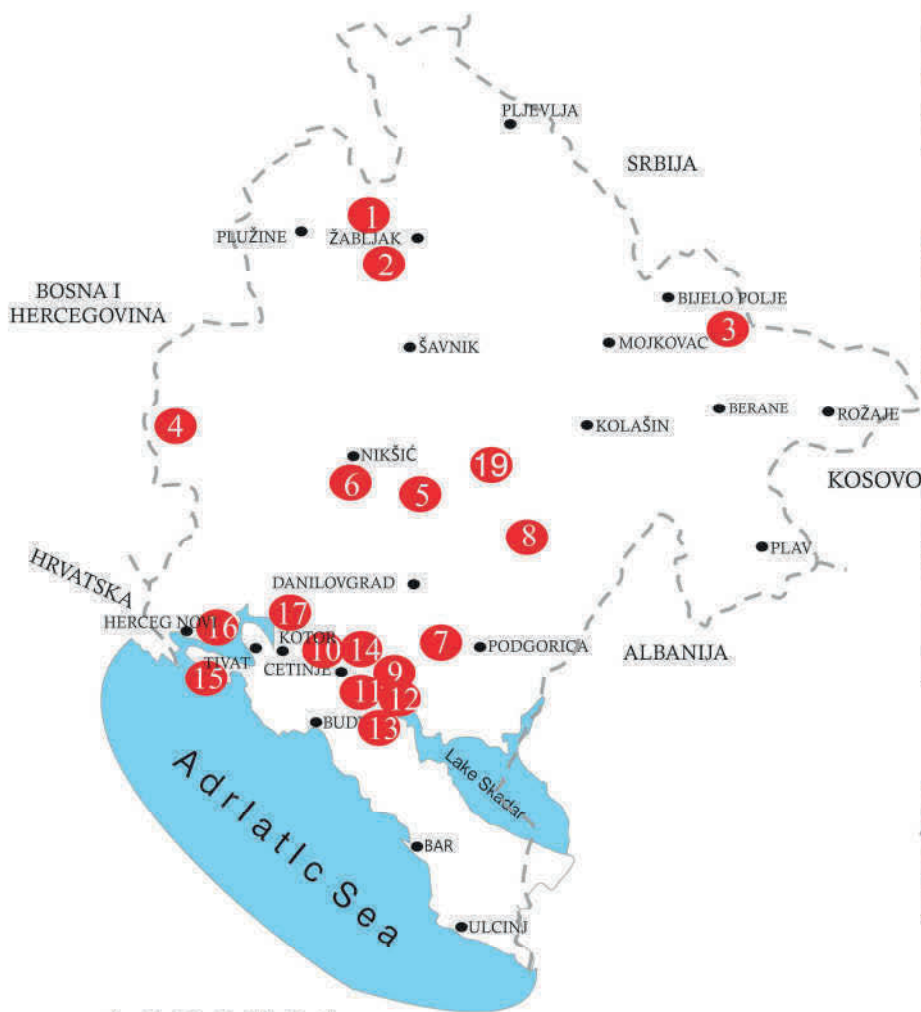 PLJEVLJA
SRBIJA
1
PLUŽINE
ŽABLJAK
2
BOSNA I
HERCEGOVINA
BIJELO POLJE
3
ŠAVNIK
MOJKOVAC
4
BERANE
ROŽAJE
KOLAŠIN
NIKŠIĆ
19
6
5
KOSOVO
8
PLAV
HRVATSKA
DANILOVGRAD
17
HERCEG NOVI
16
KOTOR
10
14
7
PODGORICA
ALBANIJA
TIVAT
CETINJE
9
15
11
12
BUD
13
Lake Skadar
AdrIatIc Sea
BAR
ULCINJ